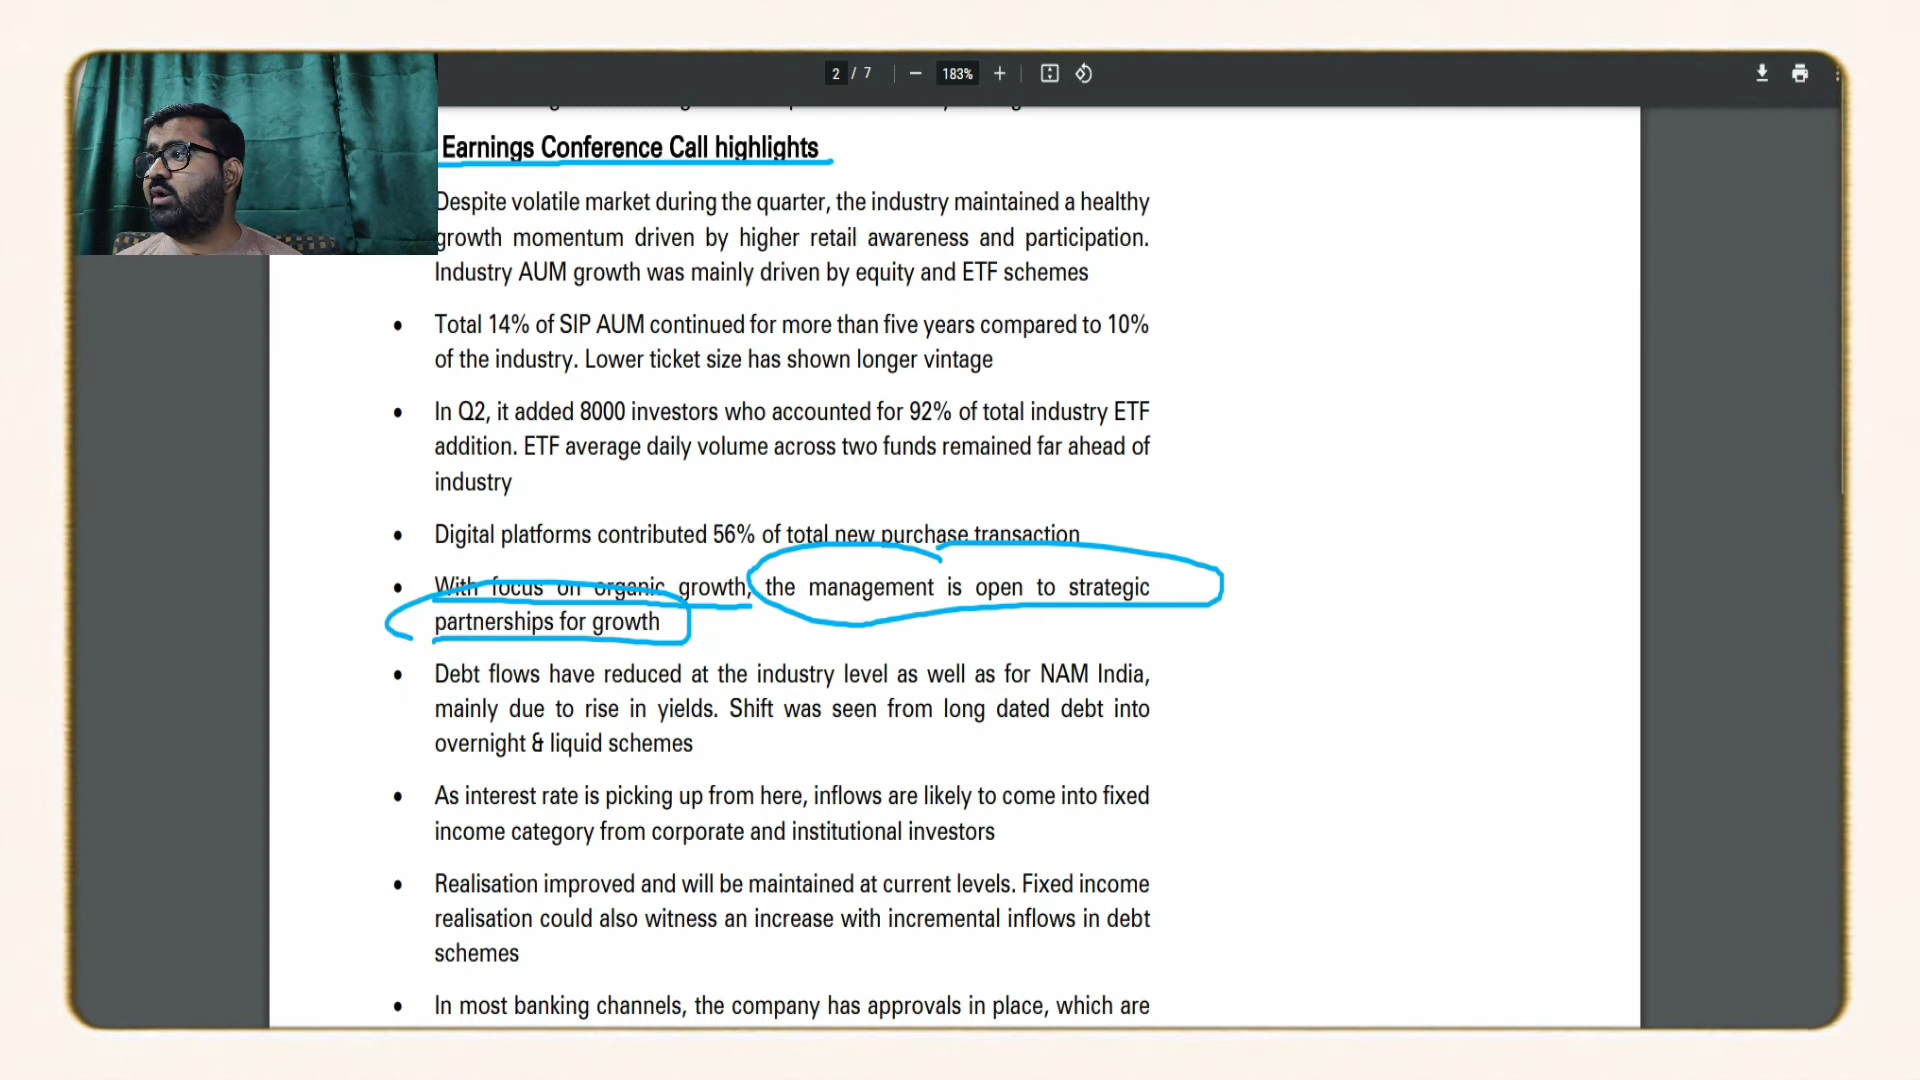 2 / 7
183%
Earnings Conference Call highlights
Despite volatile market during the quarter, the industry maintained a healthy
growth momentum driven by higher retail awareness and participation.
Industry AUM growth was mainly driven by equity and ETF schemes
• Total 14% of SIP AUM continued for more than five years compared to 10%
of the industry. Lower ticket size has shown longer vintage
• In Q2, it added 8000 investors who accounted for 92% of total industry ETF
addition. ETF average daily volume across two funds remained far ahead of
industry
• Digital platforms contributed 56% of total new purchase transaction
• With focus on organic growth, the management is open to strategic
partnerships for growth
• Debt flows have reduced at the industry level as well as for NAM India,
mainly due to rise in yields. Shift was seen from long dated debt into
overnight & liquid schemes
• As interest rate is picking up from here, inflows are likely to come into fixed
income category from corporate and institutional investors
• Realisation improved and will be maintained at current levels. Fixed income
realisation could also witness an increase with incremental inflows in debt
schemes
• In most banking channels, the company has approvals in place, which are